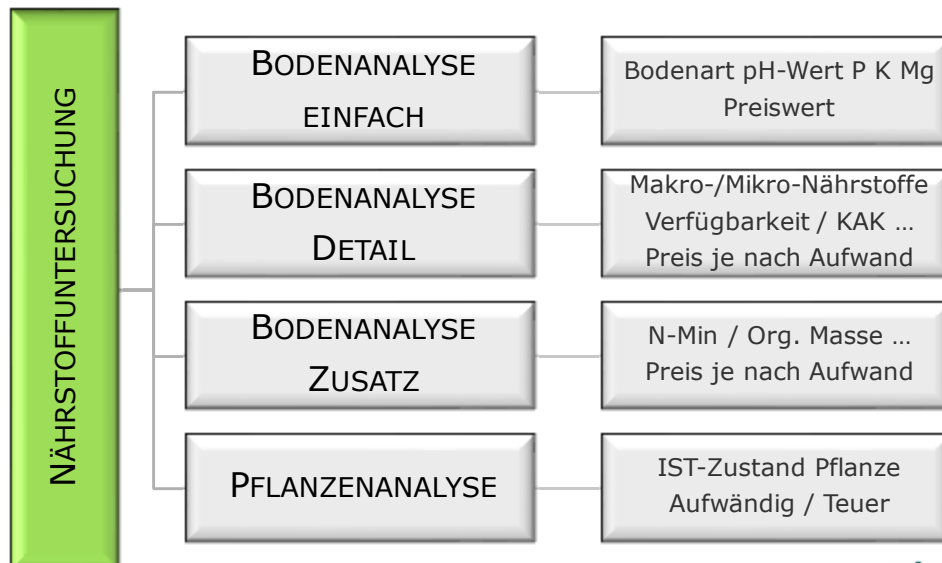 NÄHRSTOFFUNTERSUCHUNG
BODENANALYSE
EINFACH
Bodenart pH-Wert P K Mg
Preiswert
BODENANALYSE
DETAIL
Makro-/Mikro-Nährstoffe
Verfügbarkeit / KAK ...
Preis je nach Aufwand
BODENANALYSE
ZUSATZ
N-Min / Org. Masse ...
Preis je nach Aufwand
PFLANZENANALYSE
IST-Zustand Pflanze
Aufwändig / Teuer